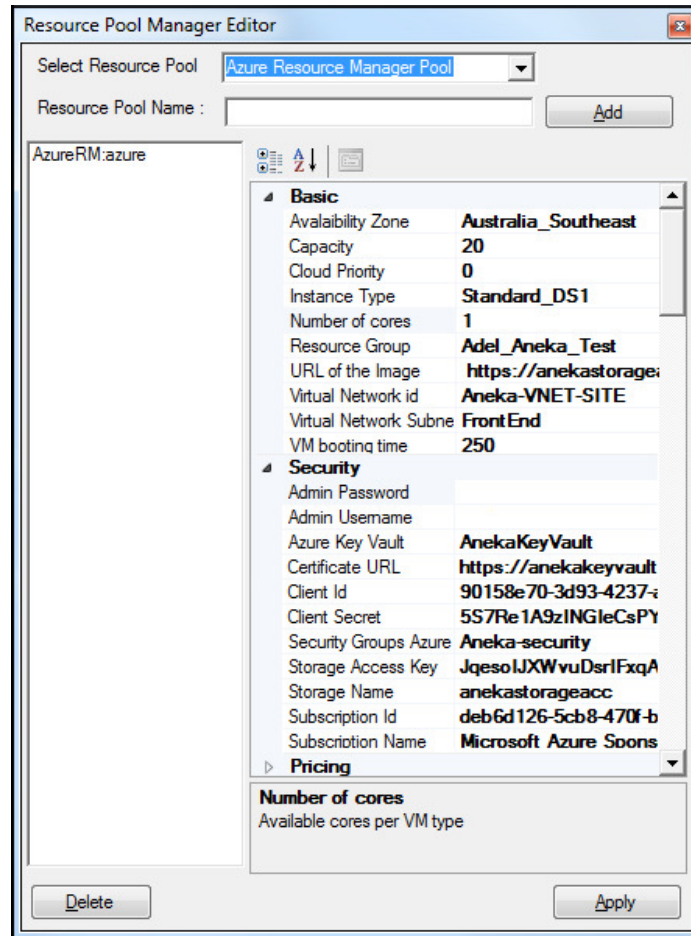 Resource Pool Manager Editor
Select Resource Pool Azure Resource Manager Pool
Resource Pool Name : Add
AzureRM:azure
Basic
Avalaibility Zone Australia_Southeast
Capacity 20
Cloud Priority 0
Instance Type Standard_DS1
Number of cores 1
Resource Group Adel_Aneka_Test
URL of the Image https://anekastoragea
Virtual Network id Aneka-VNET-SITE
Virtual Network Subne FrontEnd
VM booting time 250
Security
Admin Password
Admin Username
Azure Key Vault AnekaKeyVault
Certificate URL https://anekakeyvault
Client Id 90158e70-3d93-4237-a
Client Secret 5S7Re1A9zINGIeCsPY
Security Groups Azure Aneka-security
Storage Access Key JqesoIJXWvuDsrIFxqA
Storage Name anekastorageacc
Subscription Id deb6d126-5cb8-470f-b
Subscription Name Microsoft Azure Spons
Pricing
Number of cores
Available cores per VM type
Delete Apply